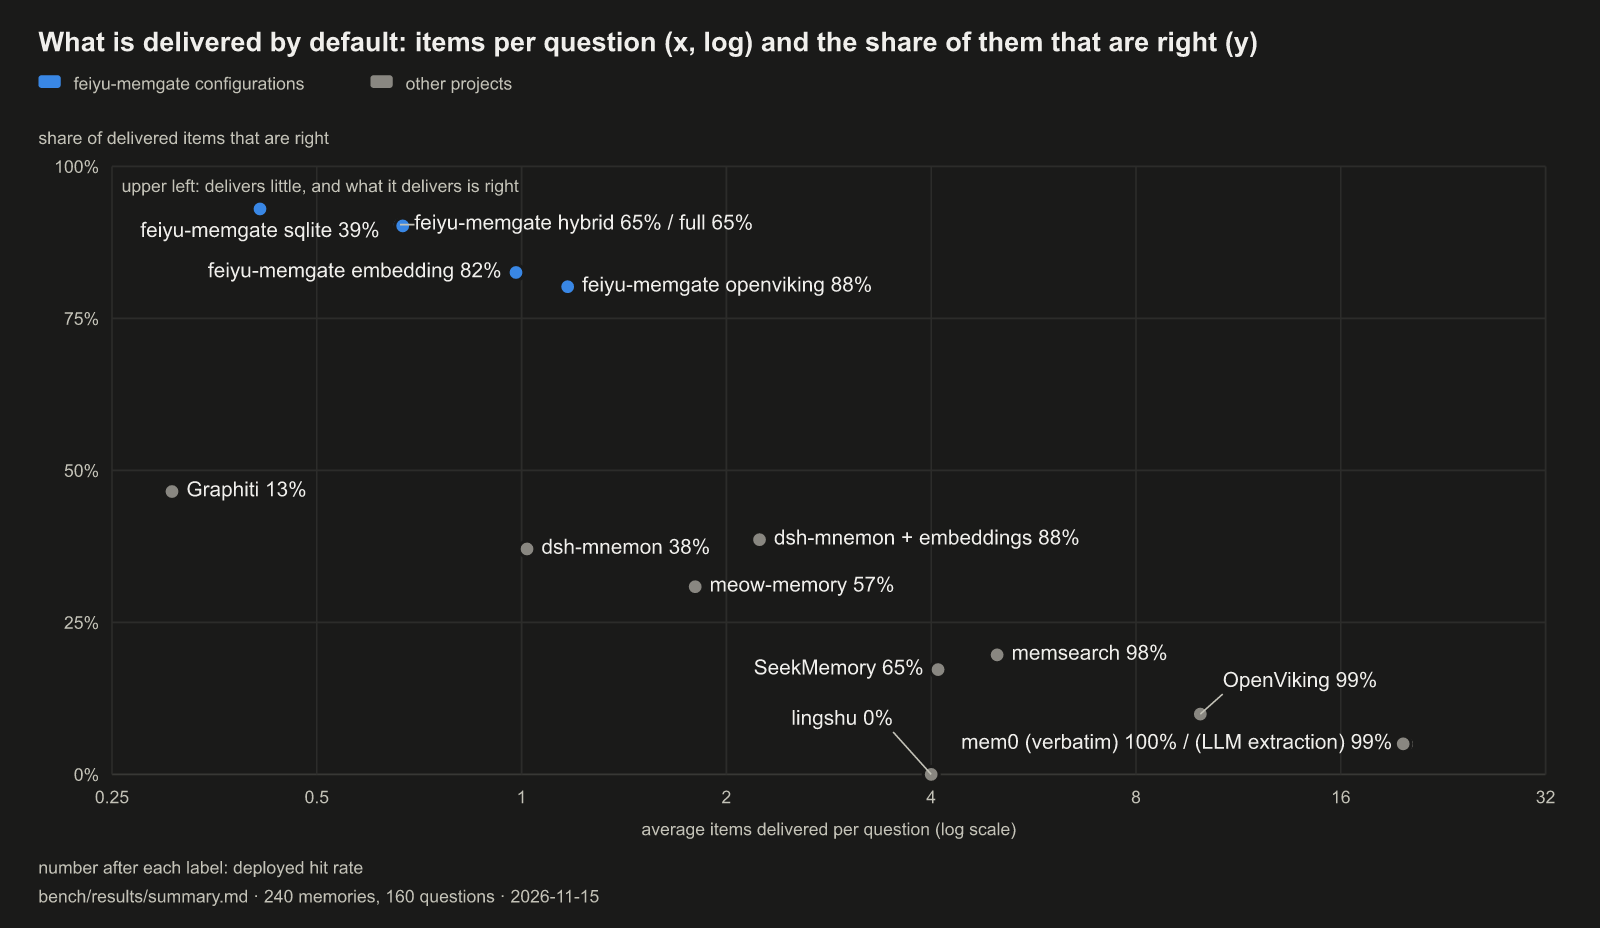 What is delivered by default: items per question (x, log) and the share of them that are right (y)
feiyu-memgate configurations
other projects
share of delivered items that are right
100%
upper left: delivers little, and what it delivers is right
feiyu-memgate sqlite 39%
feiyu-memgate hybrid 65% / full 65%
feiyu-memgate embedding 82%
feiyu-memgate openviking 88%
75%
50%
Graphiti 13%
dsh-mnemon 38%
dsh-mnemon + embeddings 88%
meow-memory 57%
25%
SeekMemory 65%
memsearch 98%
OpenViking 99%
lingshu 0%
mem0 (verbatim) 100% / (LLM extraction) 99%
0%
0.25
0.5
1
2
4
8
16
32
average items delivered per question (log scale)
number after each label: deployed hit rate
bench/results/summary.md · 240 memories, 160 questions · 2026-11-15